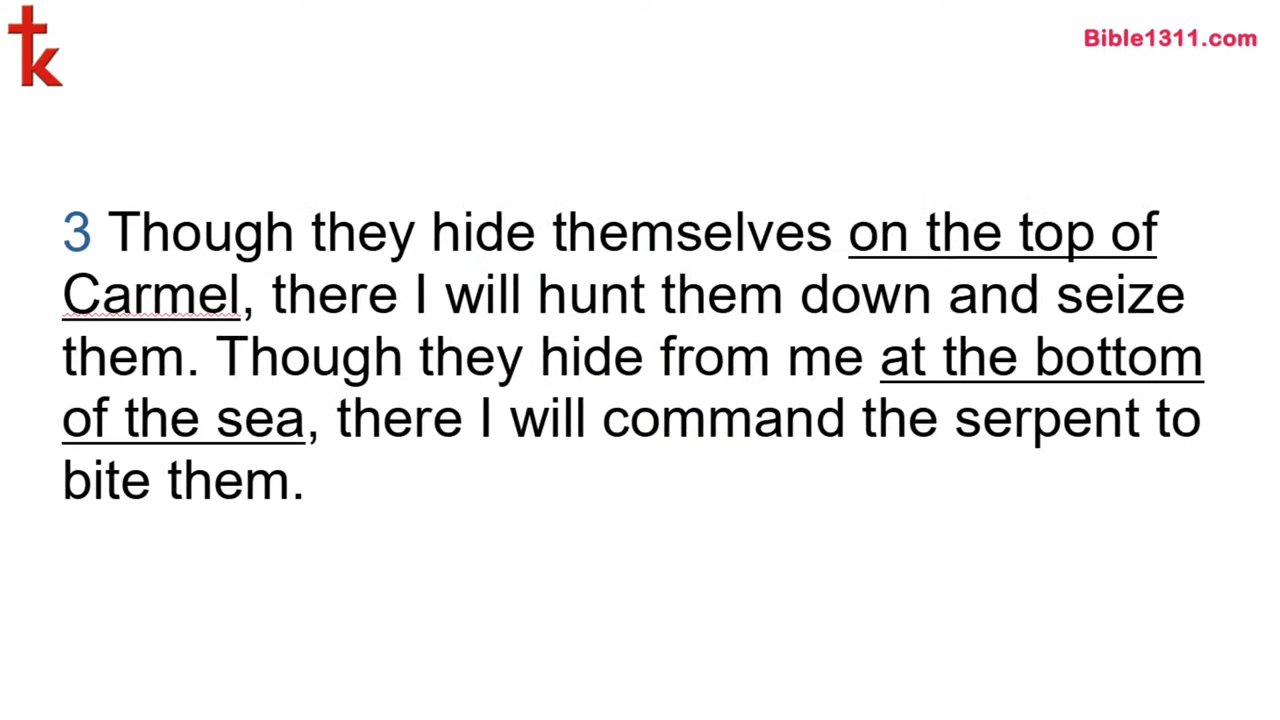 tk
Bible1311.com
3 Though they hide themselves on the top of
Carmel, there I will hunt them down and seize
them. Though they hide from me at the bottom
of the sea, there I will command the serpent to
bite them.